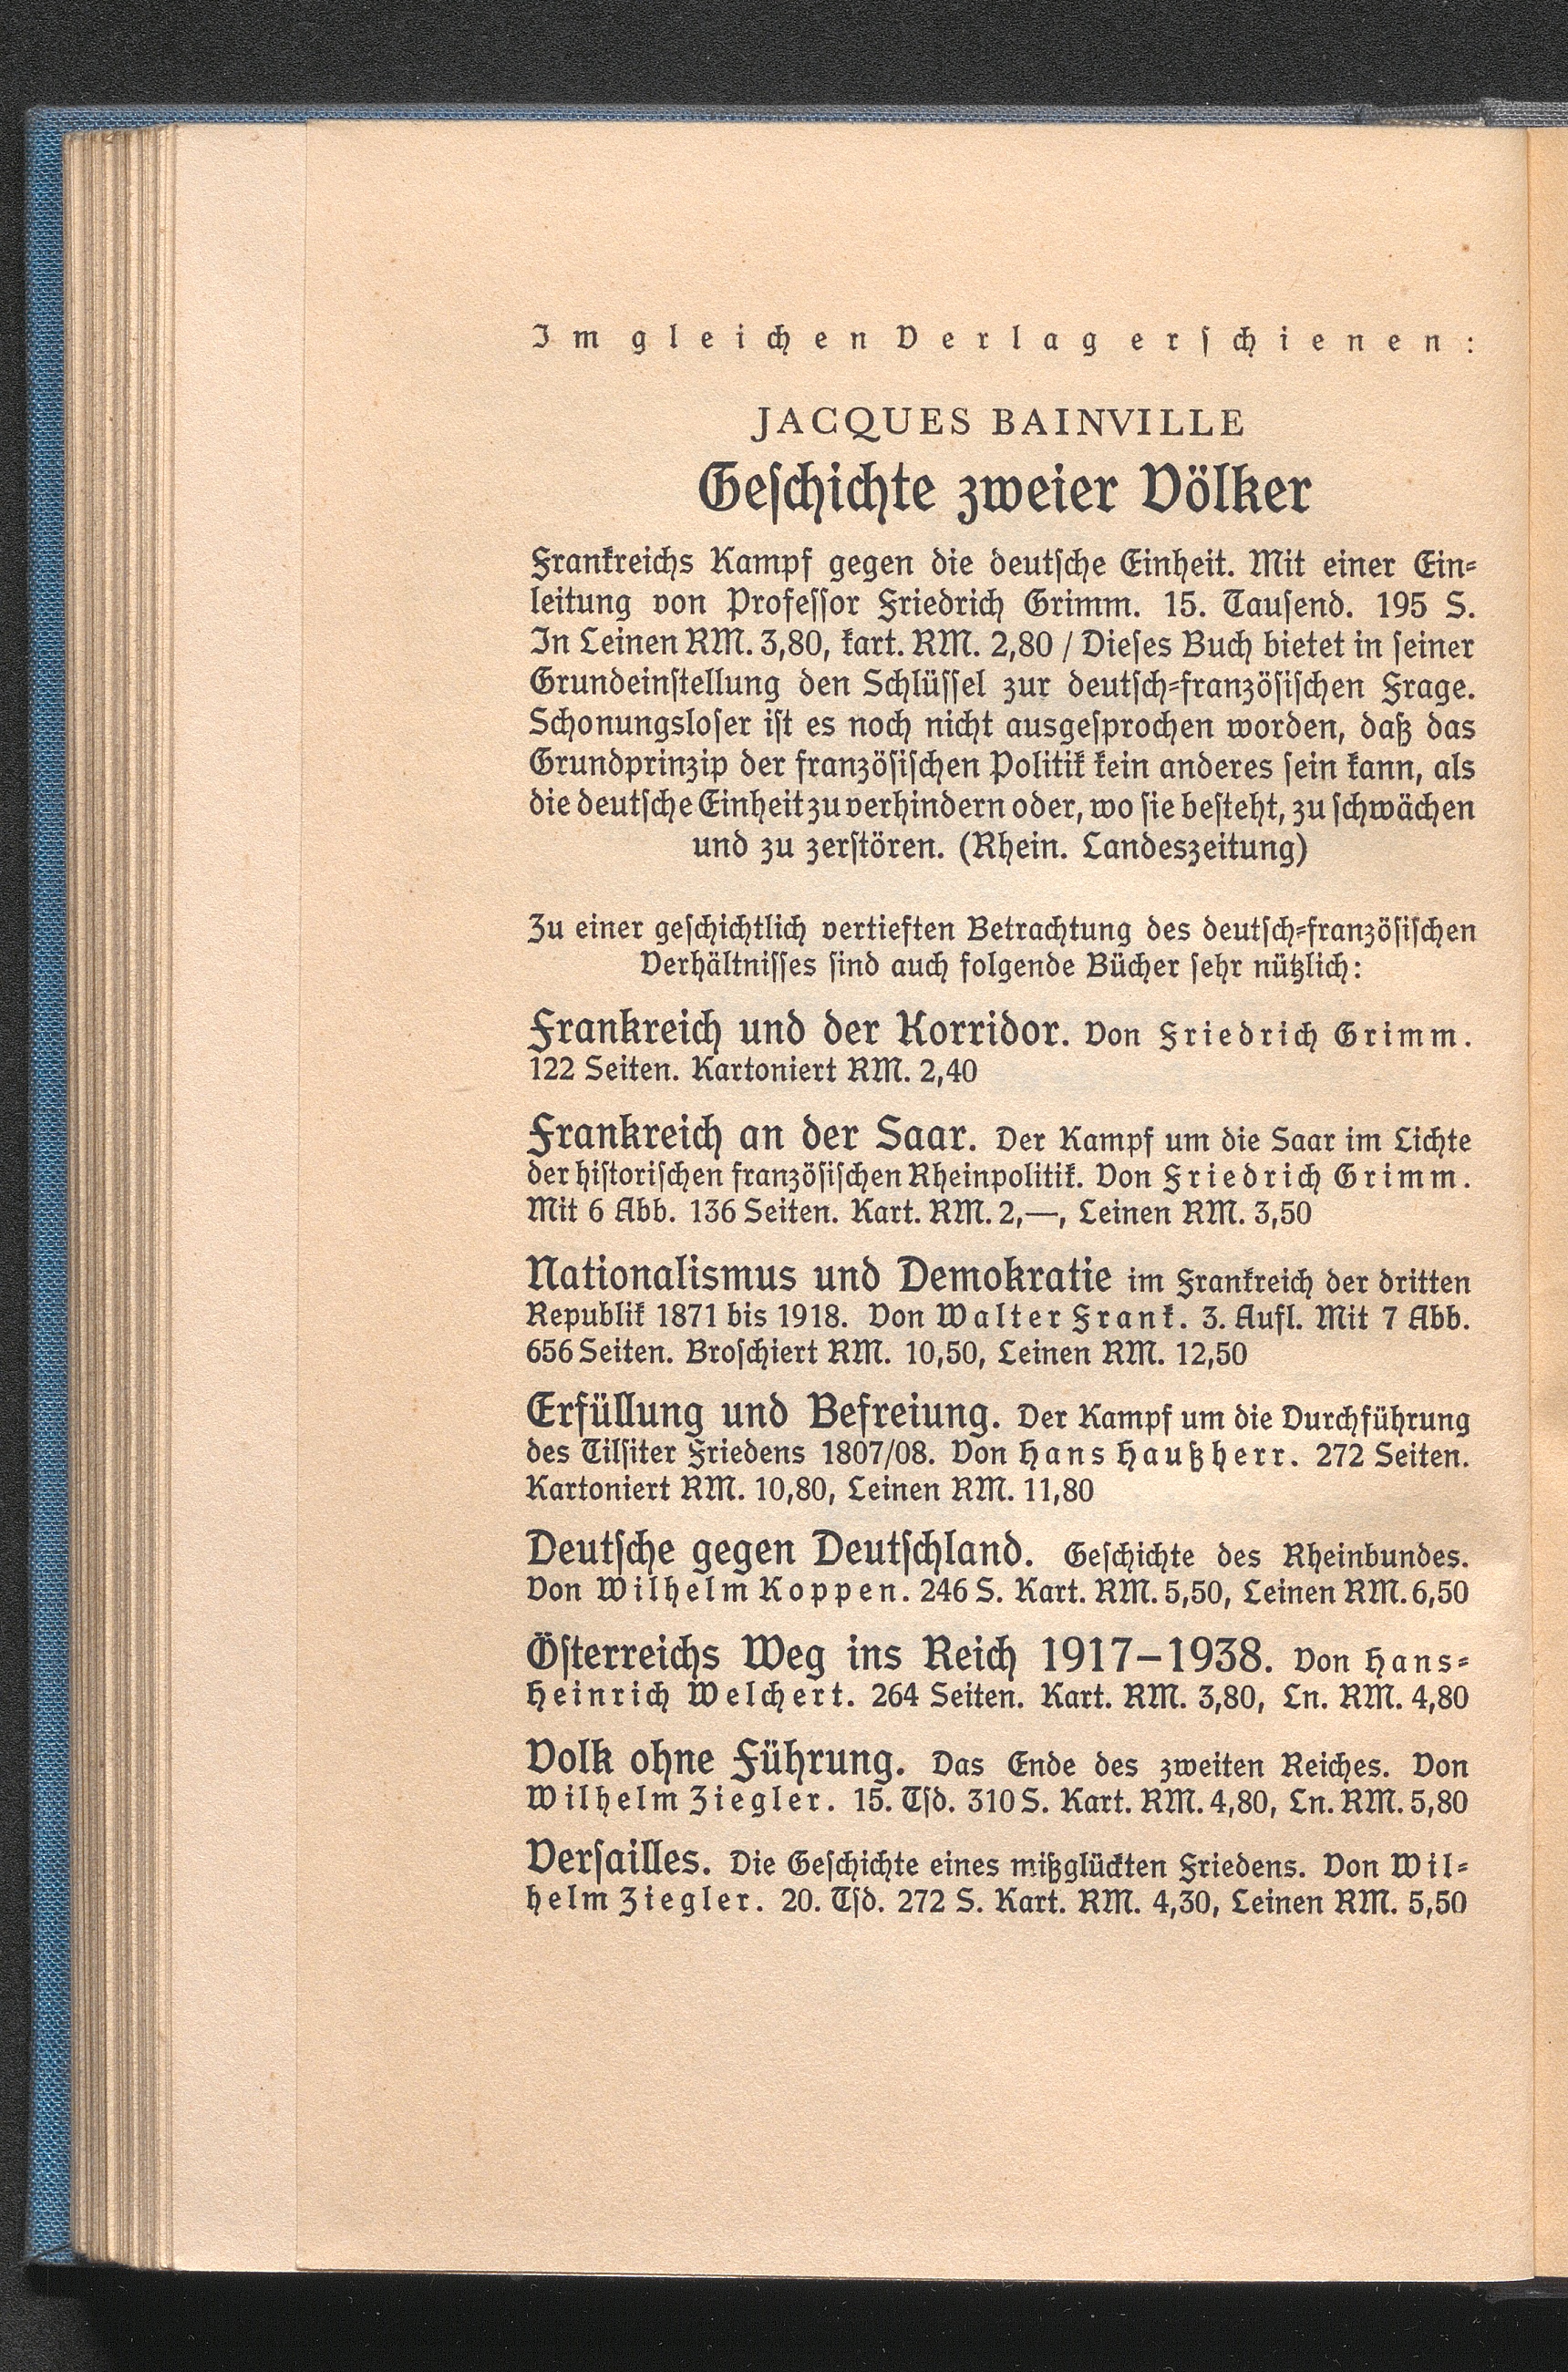 Im gleichen Verlag erschienen:
JACQUES BAINVILLE
Geschichte zweier Völker
Frankreichs Kampf gegen die deutsche Einheit. Mit einer Ein-
leitung von Professor Friedrich Grimm. 15. Tausend. 195 S.
In Leinen RM. 3,80, kart. RM. 2,80 / Dieses Buch bietet in seiner
Grundeinstellung den Schlüssel zur deutsch-französischen Frage.
Schonungsloser ist es noch nicht ausgesprochen worden, daß das
Grundprinzip der französischen Politik kein anderes sein kann, als
die deutsche Einheit zu verhindern oder, wo sie besteht, zu schwächen
und zu zerstören. (Rhein. Landeszeitung)
Zu einer geschichtlich vertieften Betrachtung des deutsch-französischen
Verhältnisses sind auch folgende Bücher sehr nützlich:
Frankreich und der Korridor. Von Friedrich Grimm.
122 Seiten. Kartoniert RM. 2,40
Frankreich an der Saar. Der Kampf um die Saar im Lichte
der historischen französischen Rheinpolitik. Von Friedrich Grimm.
Mit 6 Abb. 136 Seiten. Kart. RM. 2,—, Leinen RM. 3,50
Nationalismus und Demokratie im Frankreich der dritten
Republik 1871 bis 1918. Von Walter Frank. 3. Aufl. Mit 7 Abb.
656 Seiten. Broschiert RM. 10,50, Leinen RM. 12,50
Erfüllung und Befreiung. Der Kampf um die Durchführung
des Tilsiter Friedens 1807/08. Von Hans Haußherr. 272 Seiten.
Kartoniert RM. 10,80, Leinen RM. 11,80
Deutsche gegen Deutschland. Geschichte des Rheinbundes.
Von Wilhelm Koppen. 246 S. Kart. RM. 5,50, Leinen RM. 6,50
Österreichs Weg ins Reich 1917–1938. Von Hans-
Heinrich Welchert. 264 Seiten. Kart. RM. 3,80, Ln. RM. 4,80
Volk ohne Führung. Das Ende des zweiten Reiches. Von
Wilhelm Ziegler. 15. Tsd. 310 S. Kart. RM. 4,80, Ln. RM. 5,80
Versailles. Die Geschichte eines mißglückten Friedens. Von Wil-
helm Ziegler. 20. Tsd. 272 S. Kart. RM. 4,30, Leinen RM. 5,50